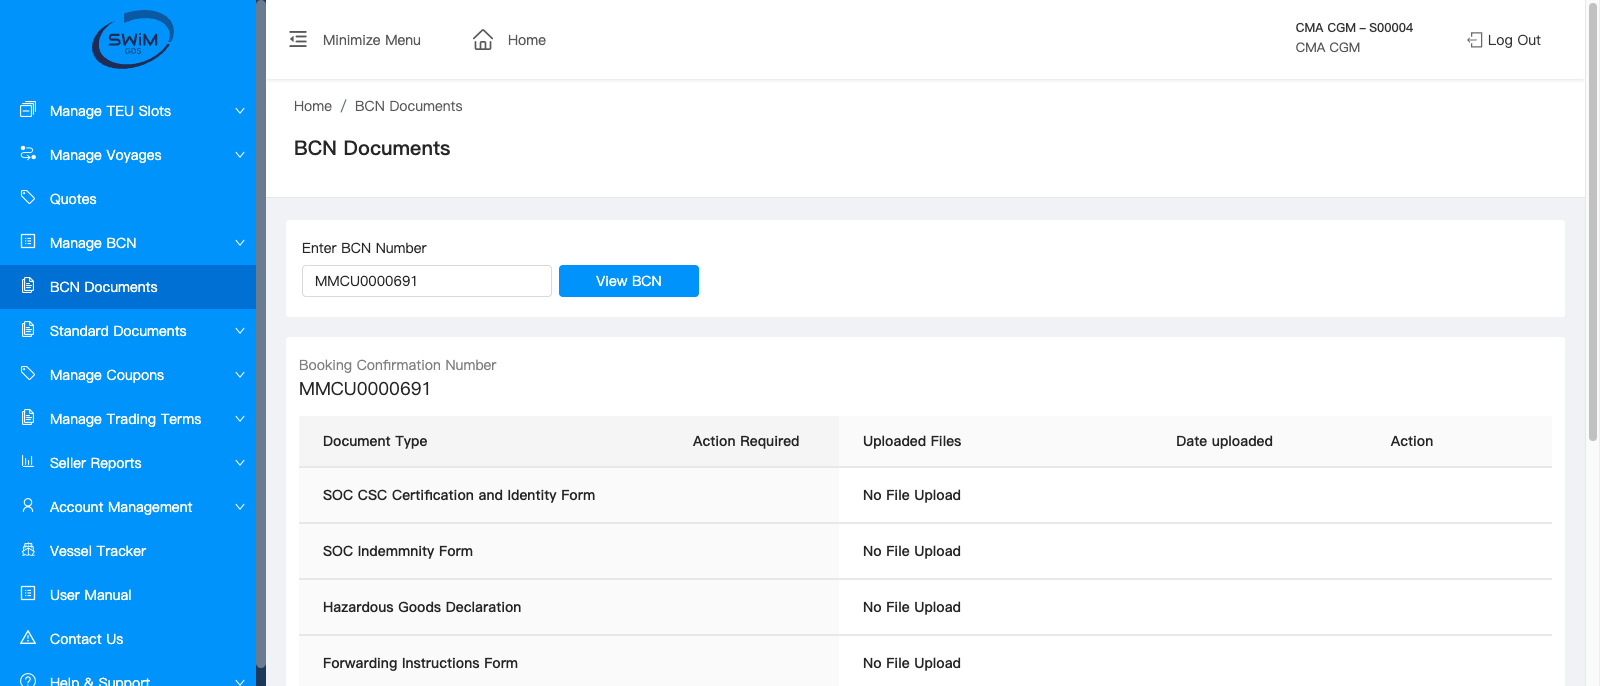 SWiM
GDS
Minimize Menu
Home
CMA CGM – S00004
CMA CGM
Log Out
Manage TEU Slots
Manage Voyages
Quotes
Manage BCN
BCN Documents
Standard Documents
Manage Coupons
Manage Trading Terms
Seller Reports
Account Management
Vessel Tracker
User Manual
Contact Us
Help & Support
Home / BCN Documents
BCN Documents
Enter BCN Number
MMCU0000691 View BCN
Booking Confirmation Number
MMCU0000691
Document Type Action Required Uploaded Files Date uploaded Action
SOC CSC Certification and Identity Form No File Upload
SOC Indemmnity Form No File Upload
Hazardous Goods Declaration No File Upload
Forwarding Instructions Form No File Upload